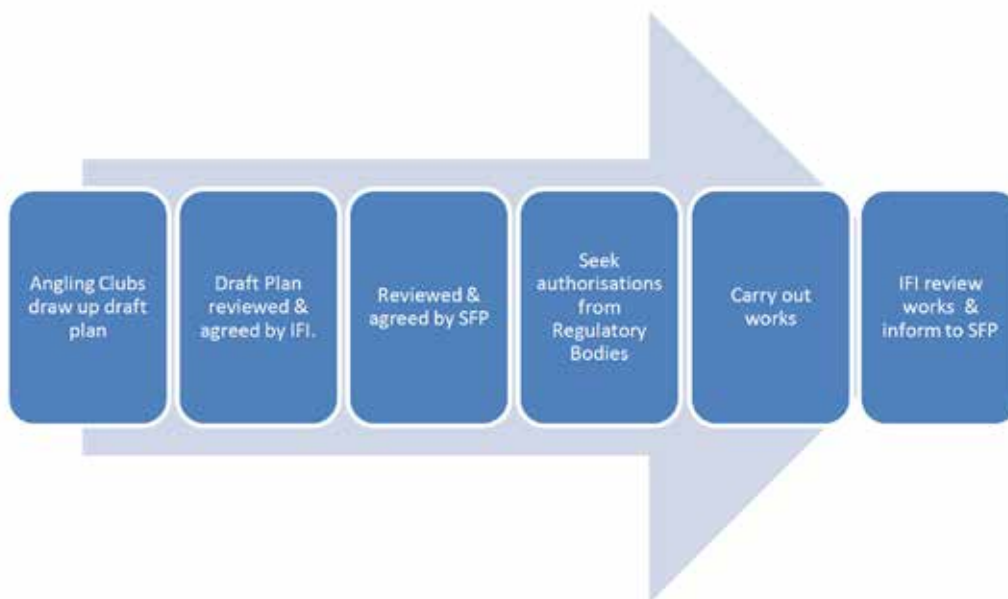 Angling Clubs
draw up draft
plan
Draft Plan
reviewed &
agreed by IFI.
Reviewed &
agreed by SFP
Seek
authorisations
from
Regulatory
Bodies
Carry out
works
IFI review
works &
inform to SFP